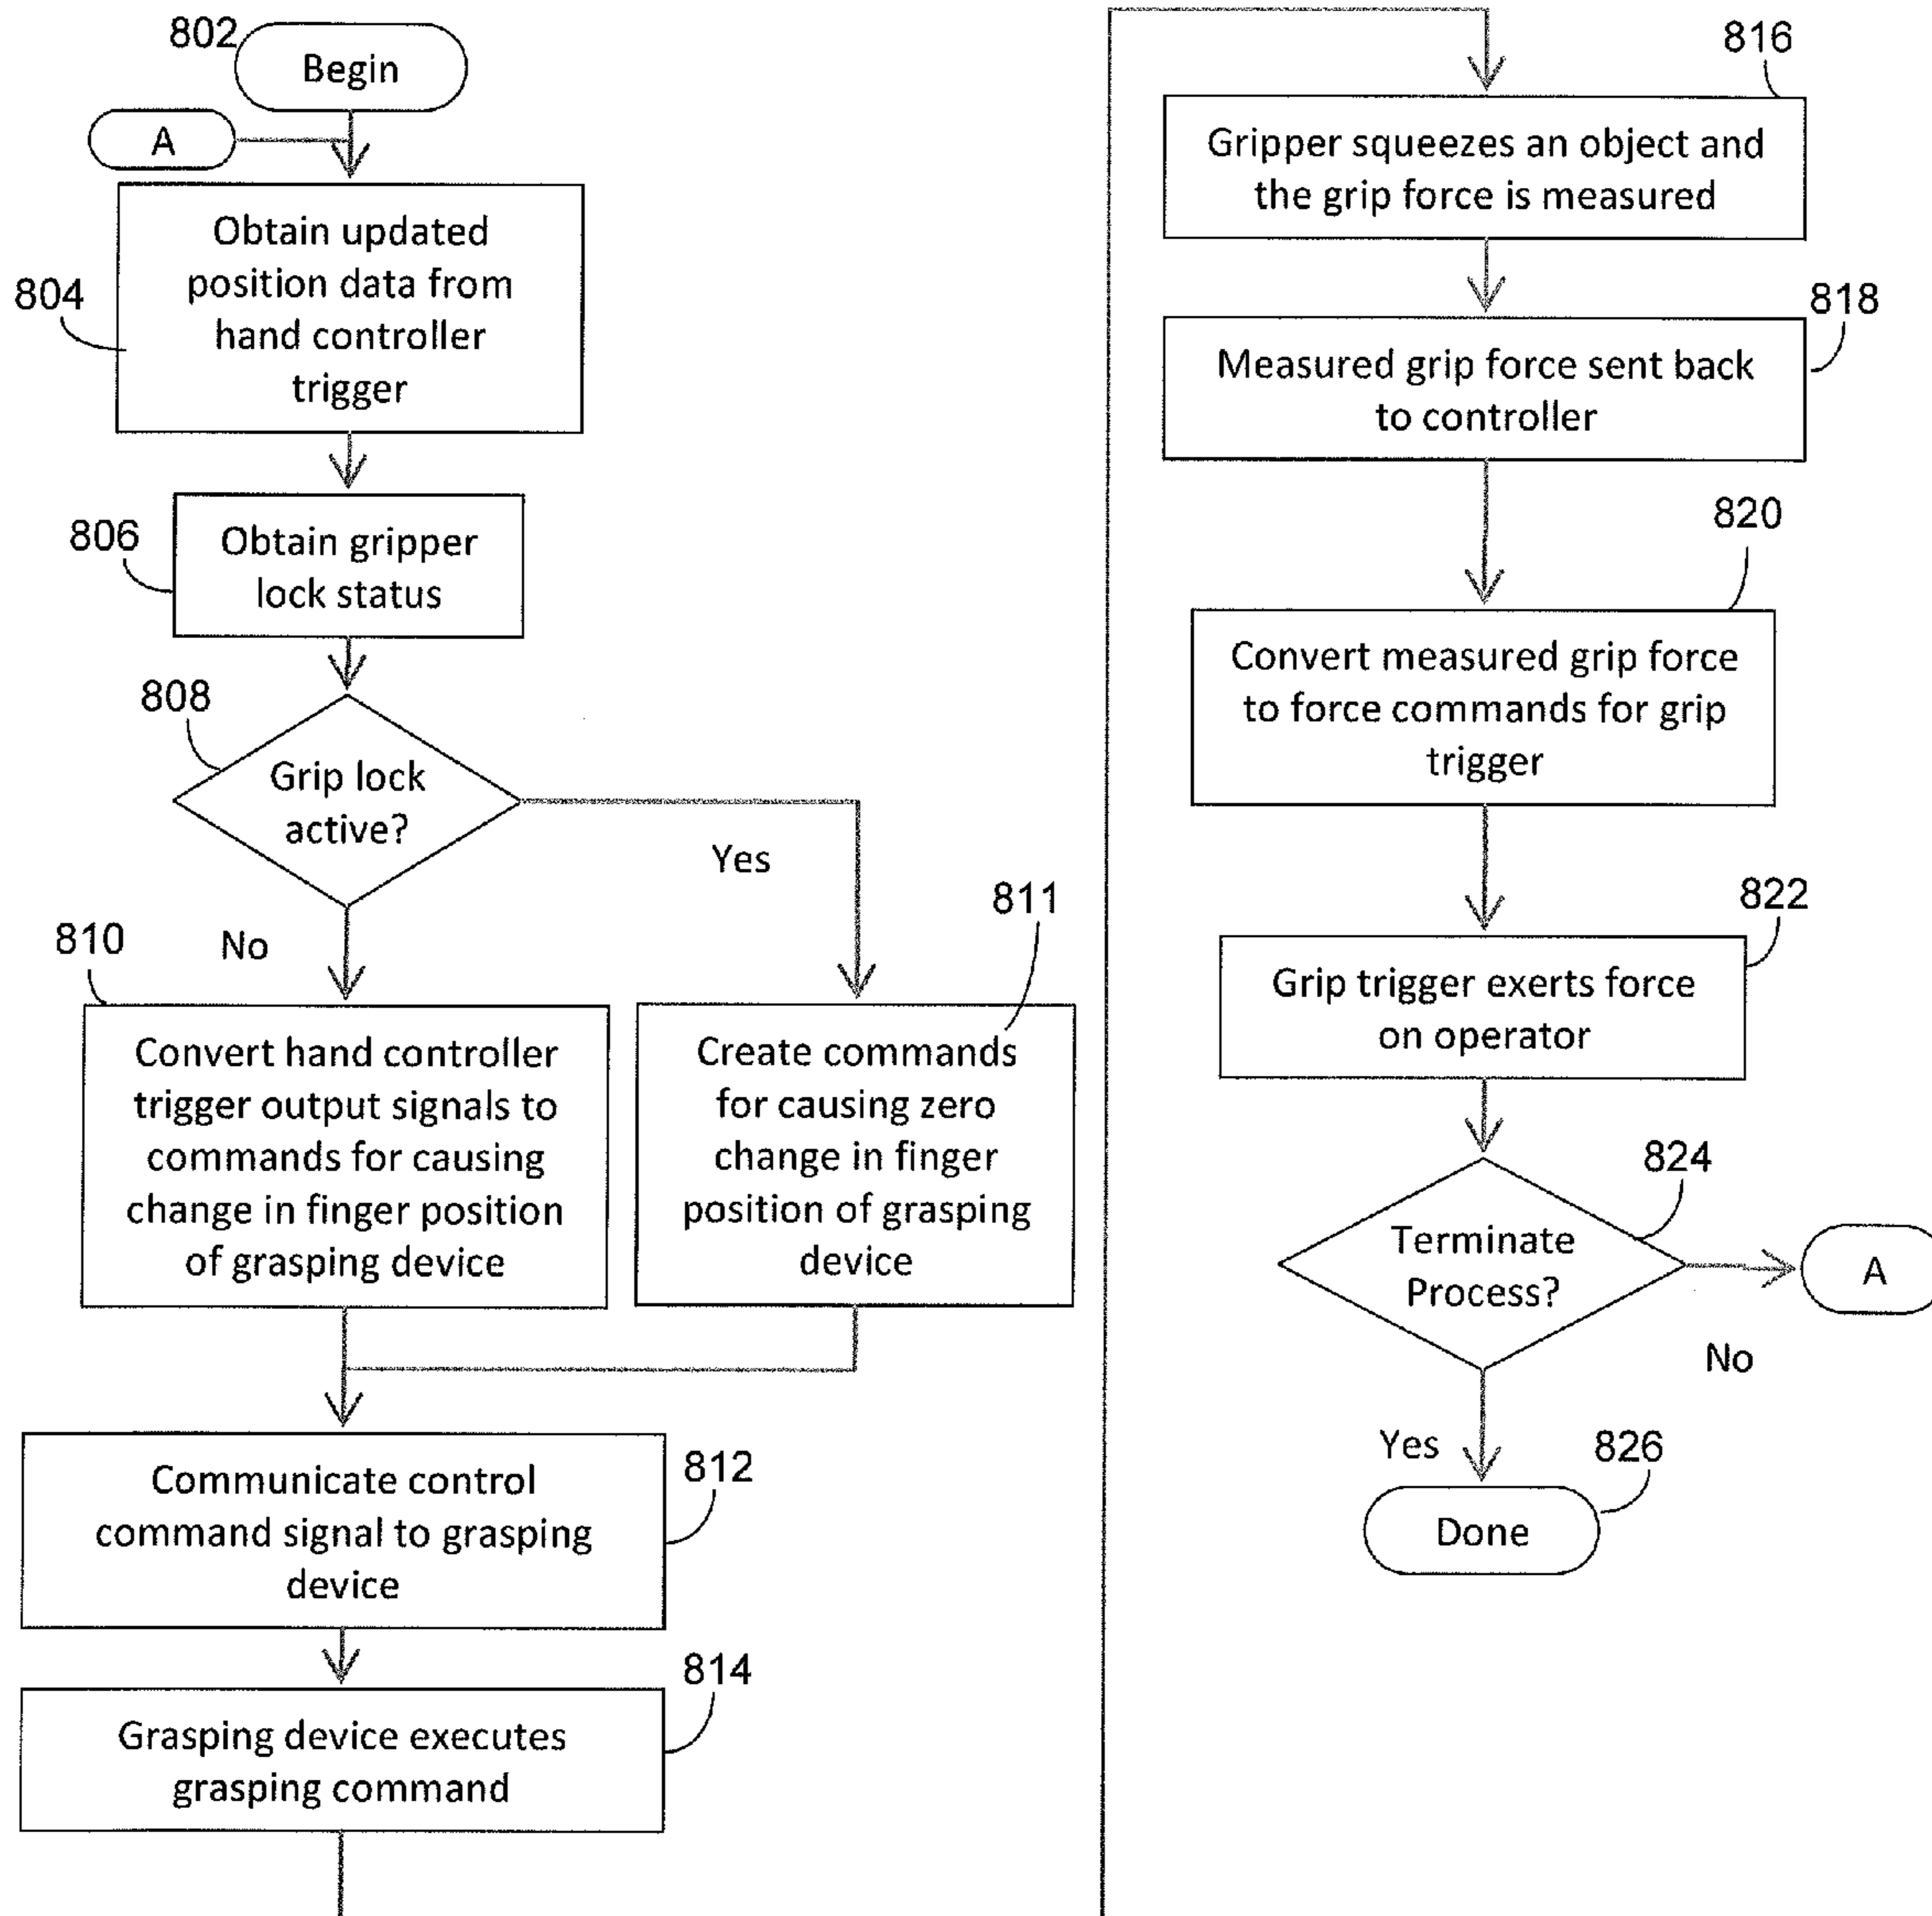 802
Begin
A
804
Obtain updated
position data from
hand controller
trigger
806
Obtain gripper
lock status
808
Grip lock
active?
Yes
No
810
Convert hand controller
trigger output signals to
commands for causing
change in finger position
of grasping device
811
Create commands
for causing zero
change in finger
position of grasping
device
812
Communicate control
command signal to grasping
device
814
Grasping device executes
grasping command
816
Gripper squeezes an object and
the grip force is measured
818
Measured grip force sent back
to controller
820
Convert measured grip force
to force commands for grip
trigger
822
Grip trigger exerts force
on operator
824
Terminate
Process?
A
No
Yes
826
Done